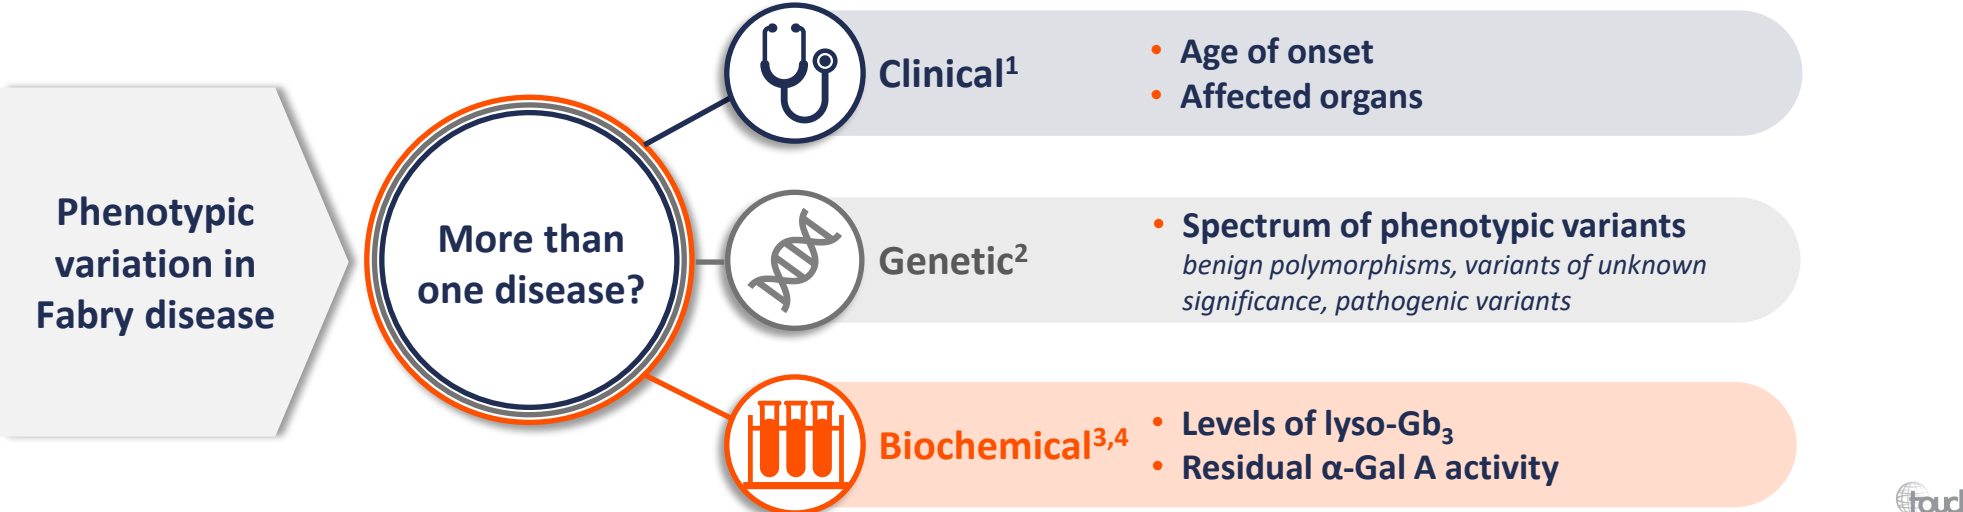 Phenotypic
variation in
Fabry disease
More than
one disease?
Clinical¹
• Age of onset
• Affected organs
Genetic²
• Spectrum of phenotypic variants
benign polymorphisms, variants of unknown
significance, pathogenic variants
Biochemical³,⁴
• Levels of lyso-Gb₃
• Residual α-Gal A activity